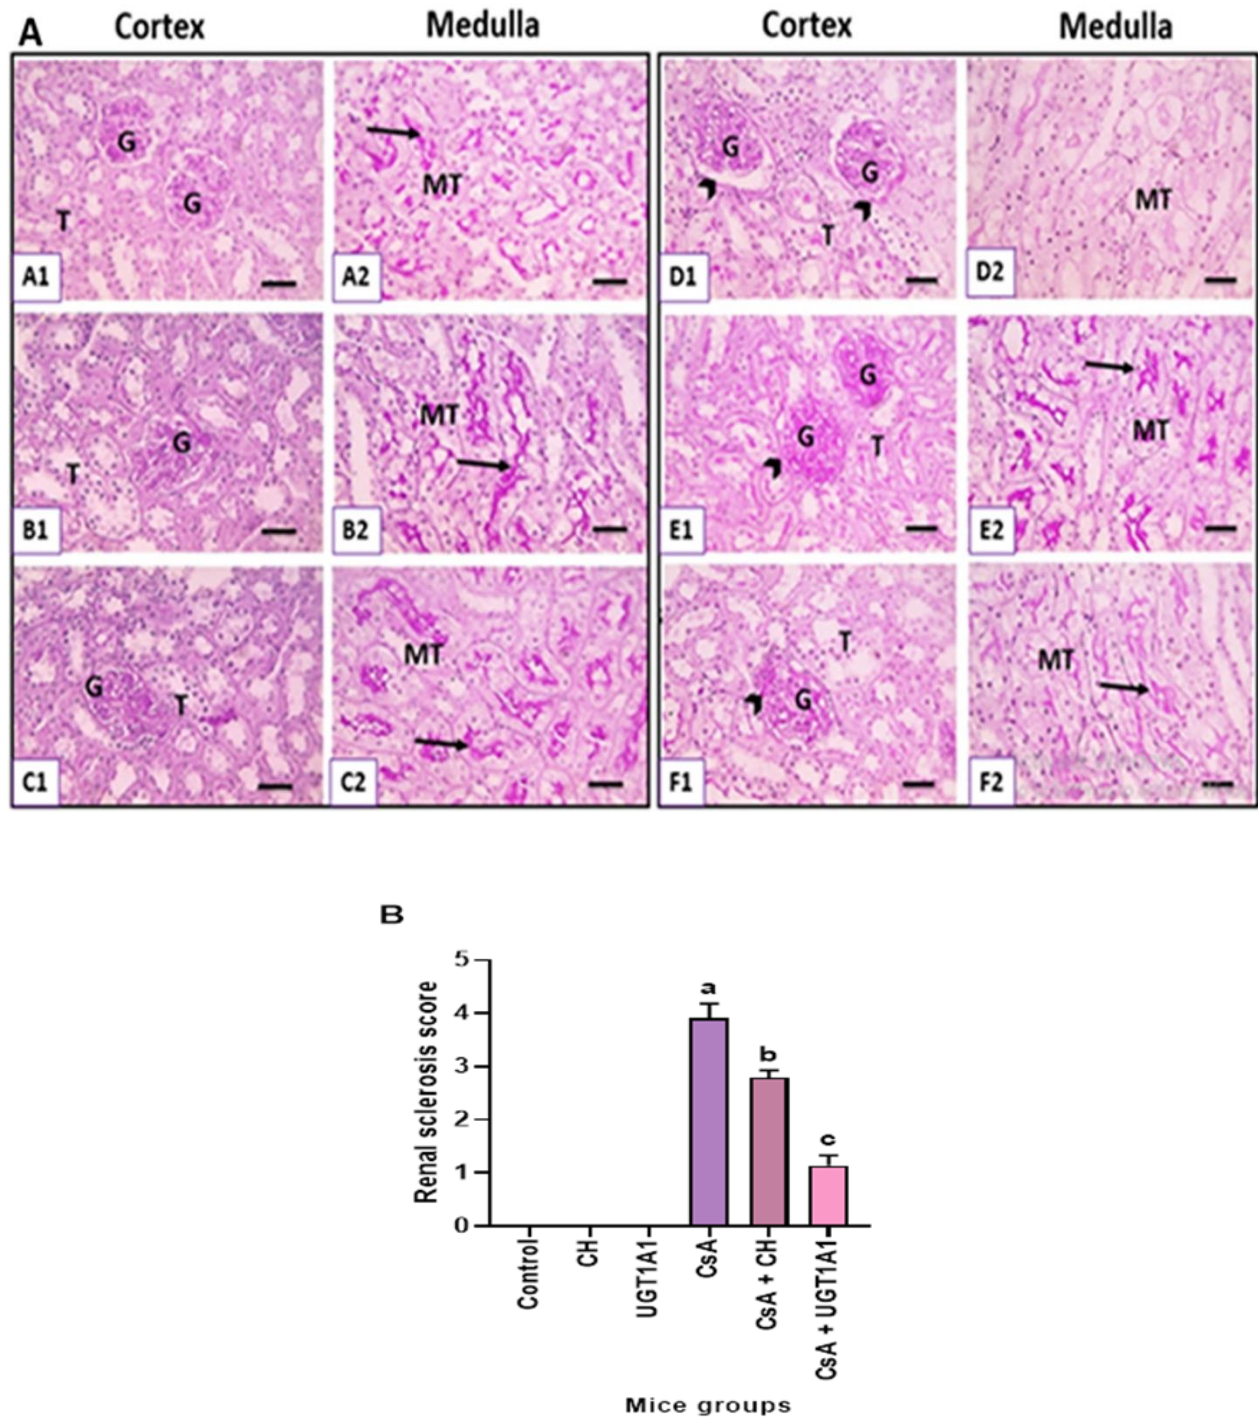 A
Cortex Medulla Cortex Medulla
G G T A1
MT A2
G G T D1
MT D2
G T B1
MT B2
G G T E1
MT E2
G T C1
MT C2
T G F1
MT F2
B
Renal sclerosis score
5
4
3
2
1
0
a
b
c
Control
CH
UGT1A1
CsA
CsA + CH
CsA + UGT1A1
Mice groups